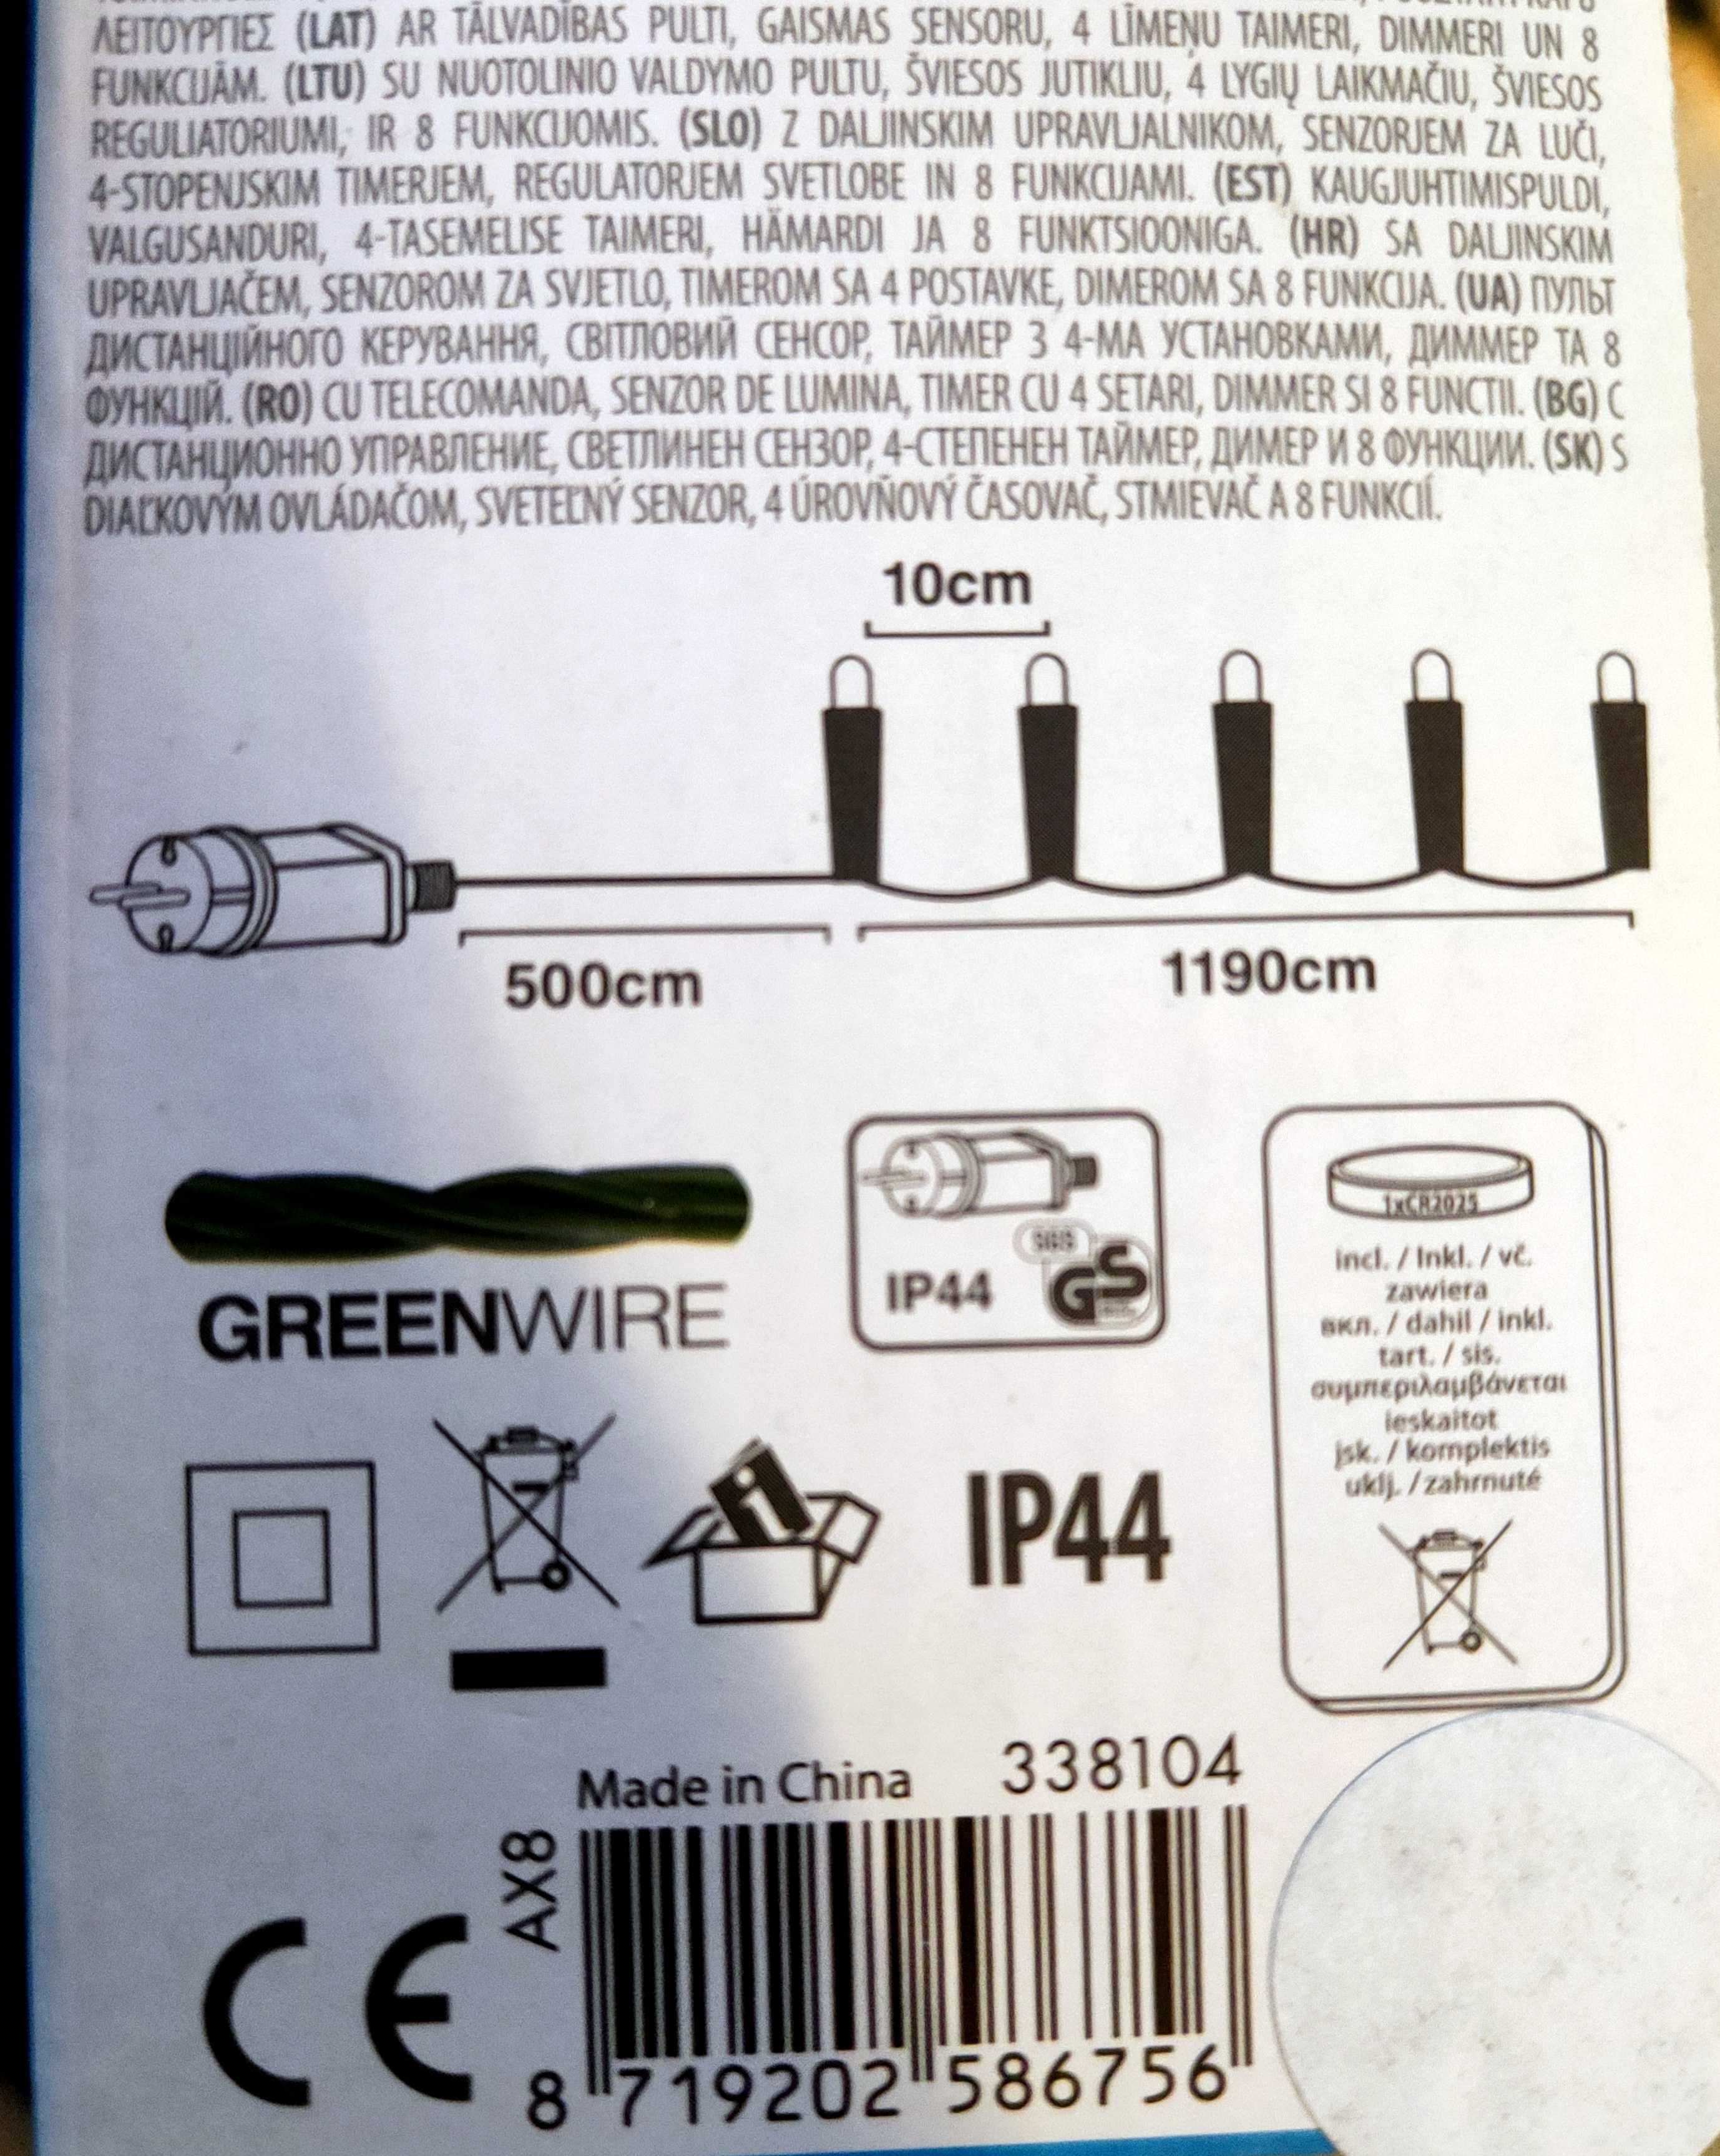 ΛΕΙΤΟΥΡΓΙΕΣ (LAT) AR TĀLVADĪBAS PULTI, GAISMAS SENSORU, 4 LĪMEŅU TAIMERI, DIMMERI UN 8
FUNKCIJĀM. (LTU) SU NUOTOLINIO VALDYMO PULTU, ŠVIESOS JUTIKLIU, 4 LYGIŲ LAIKMAČIU, ŠVIESOS
REGULIATORIUMI, IR 8 FUNKCIJOMIS. (SLO) Z DALJINSKIM UPRAVLJALNIKOM, SENZORJEM ZA LUČI,
4-STOPENJSKIM TIMERJEM, REGULATORJEM SVETLOBE IN 8 FUNKCIJAMI. (EST) KAUGJUHTIMISPULDI,
VALGUSANDURI, 4-TASEMELISE TAIMERI, HÄMARDI JA 8 FUNKTSIOONIGA. (HR) SA DALJINSKIM
UPRAVLJAČEM, SENZOROM ZA SVJETLO, TIMEROM SA 4 POSTAVKE, DIMEROM SA 8 FUNKCIJA. (UA) ПУЛЬТ
ДИСТАНЦІЙНОГО КЕРУВАННЯ, СВІТЛОВИЙ СЕНСОР, ТАЙМЕР З 4-МА УСТАНОВКАМИ, ДИММЕР ТА 8
ФУНКЦІЙ. (RO) CU TELECOMANDA, SENZOR DE LUMINA, TIMER CU 4 SETARI, DIMMER SI 8 FUNCTII. (BG) С
ДИСТАНЦИОННО УПРАВЛЕНИЕ, СВЕТЛИНЕН СЕНЗОР, 4-СТЕПЕНЕН ТАЙМЕР, ДИМЕР И 8 ФУНКЦИИ. (SK) S
DIAĽKOVÝM OVLÁDAČOM, SVETEĽNÝ SENZOR, 4 ÚROVŇOVÝ ČASOVAČ, STMIEVAČ A 8 FUNKCIÍ.
10cm
500cm
1190cm
GREENWIRE
IP44
SGS
GS
1xCR2025
incl. / Inkl. / vč.
zawiera
вкл. / dahil / inkl.
tart. / sis.
συμπεριλαμβάνεται
ieskaitot
įsk. / komplektis
uklj. / zahrnuté
i
IP44
Made in China
338104
AX8
CE
8 719202 586756